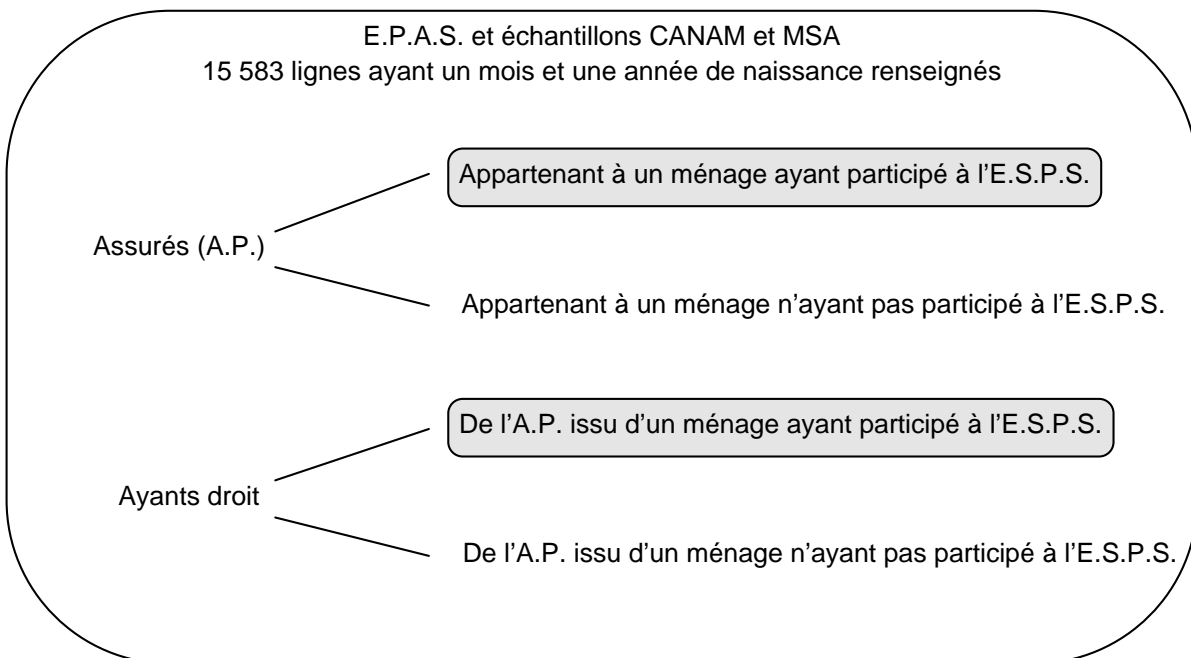 E.P.A.S. et échantillons CANAM et MSA
15 583 lignes ayant un mois et une année de naissance renseignés
Appartenant à un ménage ayant participé à l’E.S.P.S.
Assurés (A.P.)
Appartenant à un ménage n’ayant pas participé à l’E.S.P.S.
De l’A.P. issu d’un ménage ayant participé à l’E.S.P.S.
Ayants droit
De l’A.P. issu d’un ménage n’ayant pas participé à l’E.S.P.S.